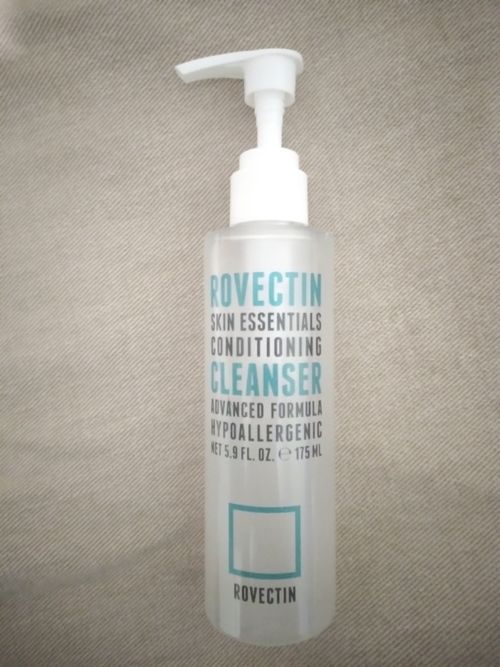 ROVECTIN
SKIN ESSENTIALS
CONDITIONING
CLEANSER
ADVANCED FORMULA
HYPOALLERGENIC
NET 5.9 FL. OZ. ℮ 175 ML
ROVECTIN